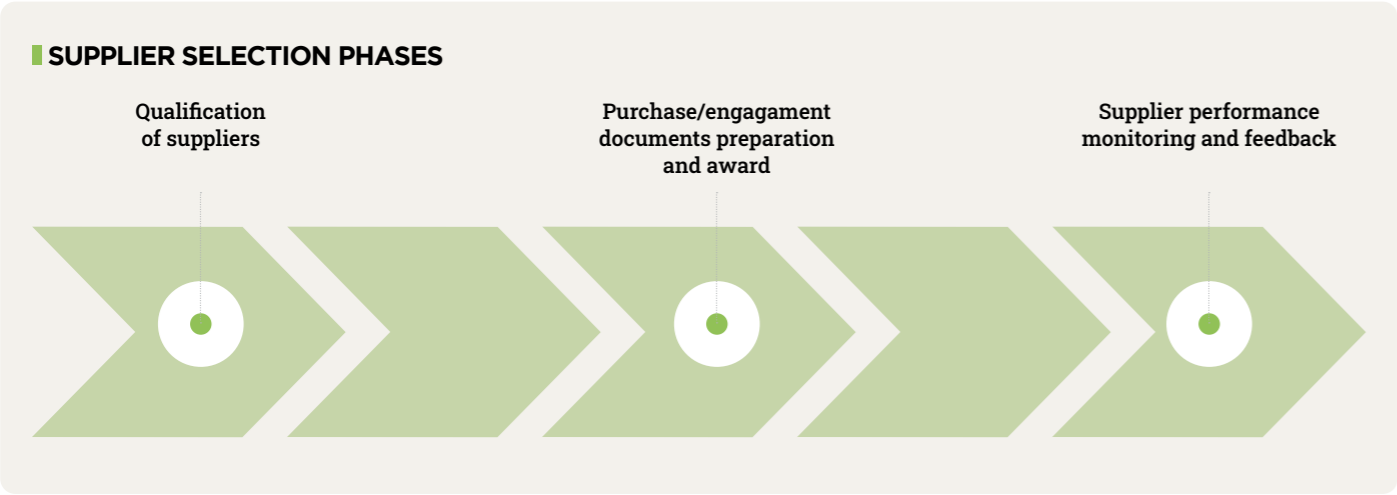 SUPPLIER SELECTION PHASES
Qualification
of suppliers
Purchase/engagament
documents preparation
and award
Supplier performance
monitoring and feedback